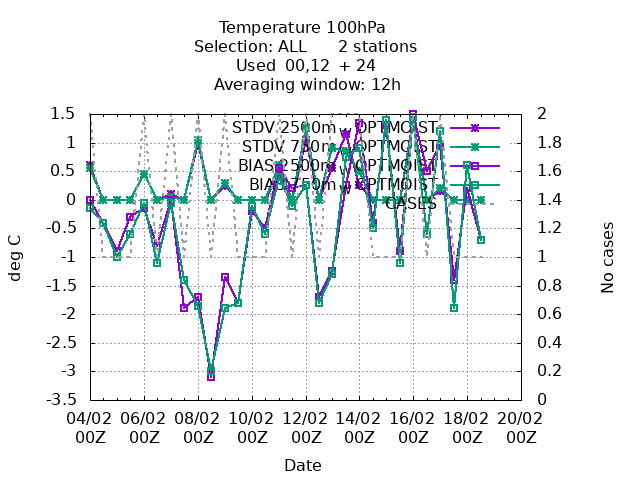 Temperature 100hPa
Selection: ALL 2 stations
Used 00,12 + 24
Averaging window: 12h
STDV 2500m_OPTMOIST
STDV 750m_OPTMOIST
BIAS 2500m_OPTMOIST
BIAS 750m_OPTMOIST
CASES
1.5
1
0.5
0
-0.5
-1
-1.5
-2
-2.5
-3
-3.5
2
1.8
1.6
1.4
1.2
1
0.8
0.6
0.4
0.2
0
deg C
No cases
04/02 06/02 08/02 10/02 12/02 14/02 16/02 18/02 20/02
00Z 00Z 00Z 00Z 00Z 00Z 00Z 00Z 00Z
Date